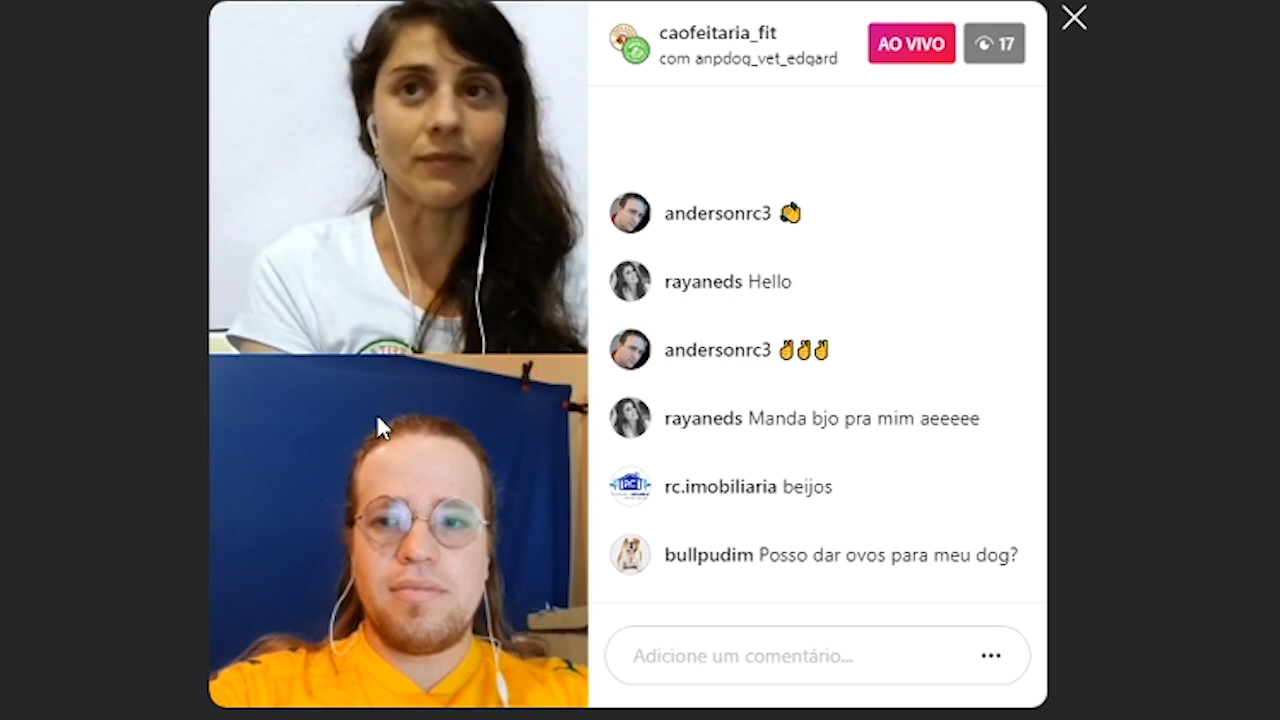 caofeitaria_fit
com anpdog_vet_edgard
AO VIVO
17
andersonrc3 👏
rayaneds Hello
andersonrc3 ✌✌✌
rayaneds Manda bjo pra mim aeeeee
rc.imobiliaria beijos
bullpudim Posso dar ovos para meu dog?
Adicione um comentário...